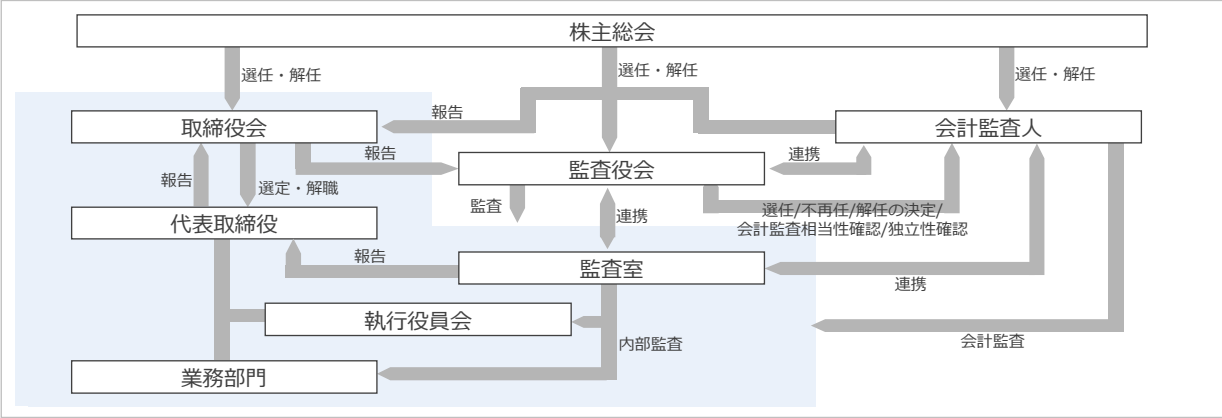 株主総会
選任・解任
選任・解任
選任・解任
報告
取締役会
会計監査人
報告
連携
監査役会
報告
選定・解職
監査
連携
選任/不再任/解任の決定/
会計監査相当性確認/独立性確認
代表取締役
報告
監査室
連携
執行役員会
会計監査
内部監査
業務部門